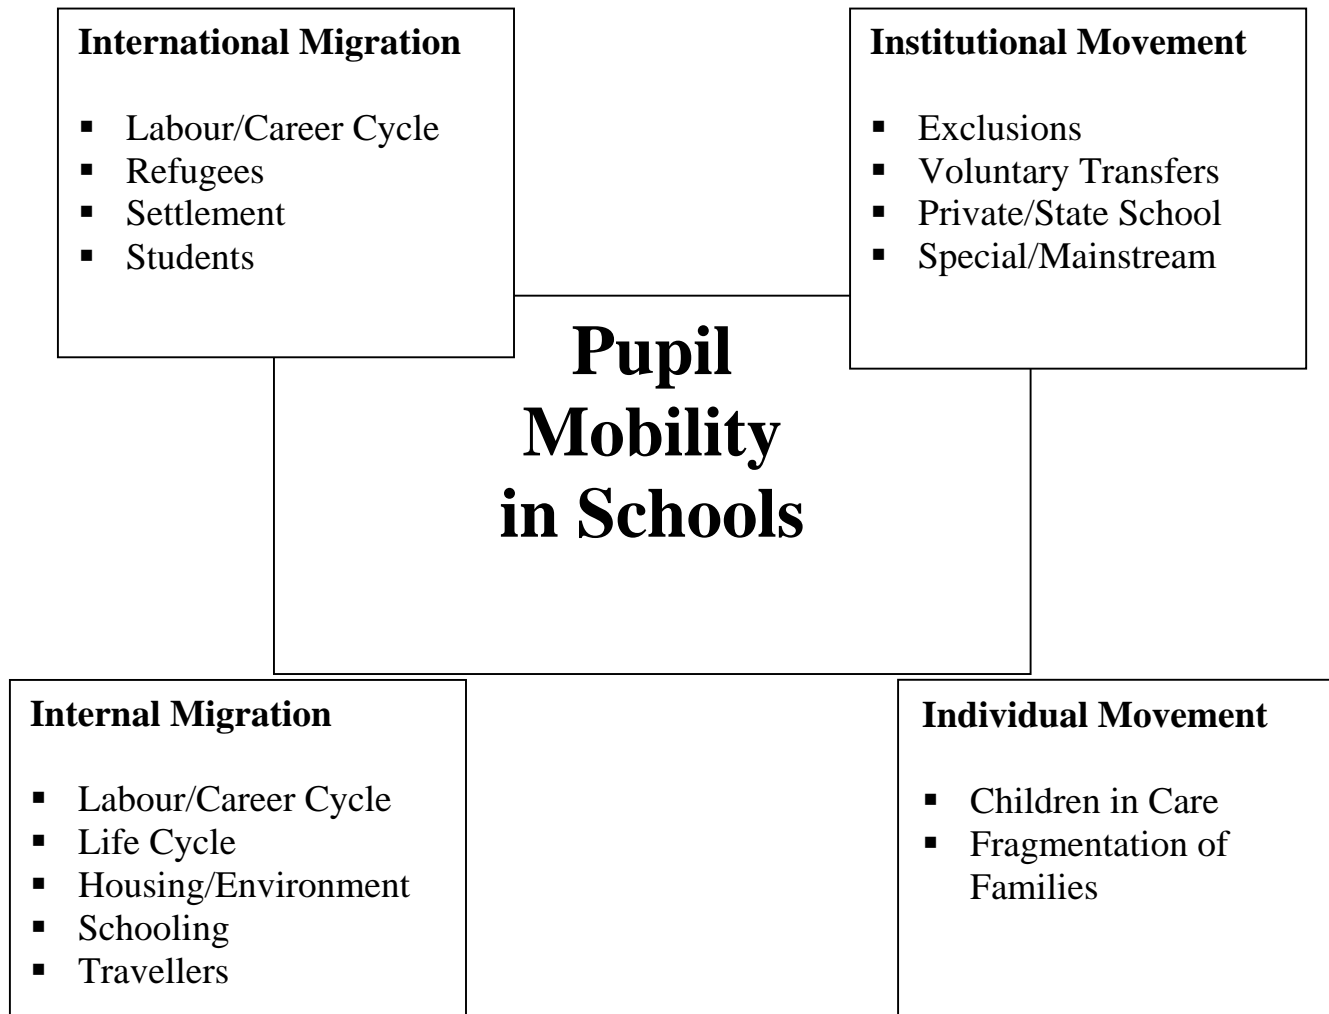 International Migration
▪ Labour/Career Cycle
▪ Refugees
▪ Settlement
▪ Students
Institutional Movement
▪ Exclusions
▪ Voluntary Transfers
▪ Private/State School
▪ Special/Mainstream
Pupil
Mobility
in Schools
Internal Migration
▪ Labour/Career Cycle
▪ Life Cycle
▪ Housing/Environment
▪ Schooling
▪ Travellers
Individual Movement
▪ Children in Care
▪ Fragmentation of
Families